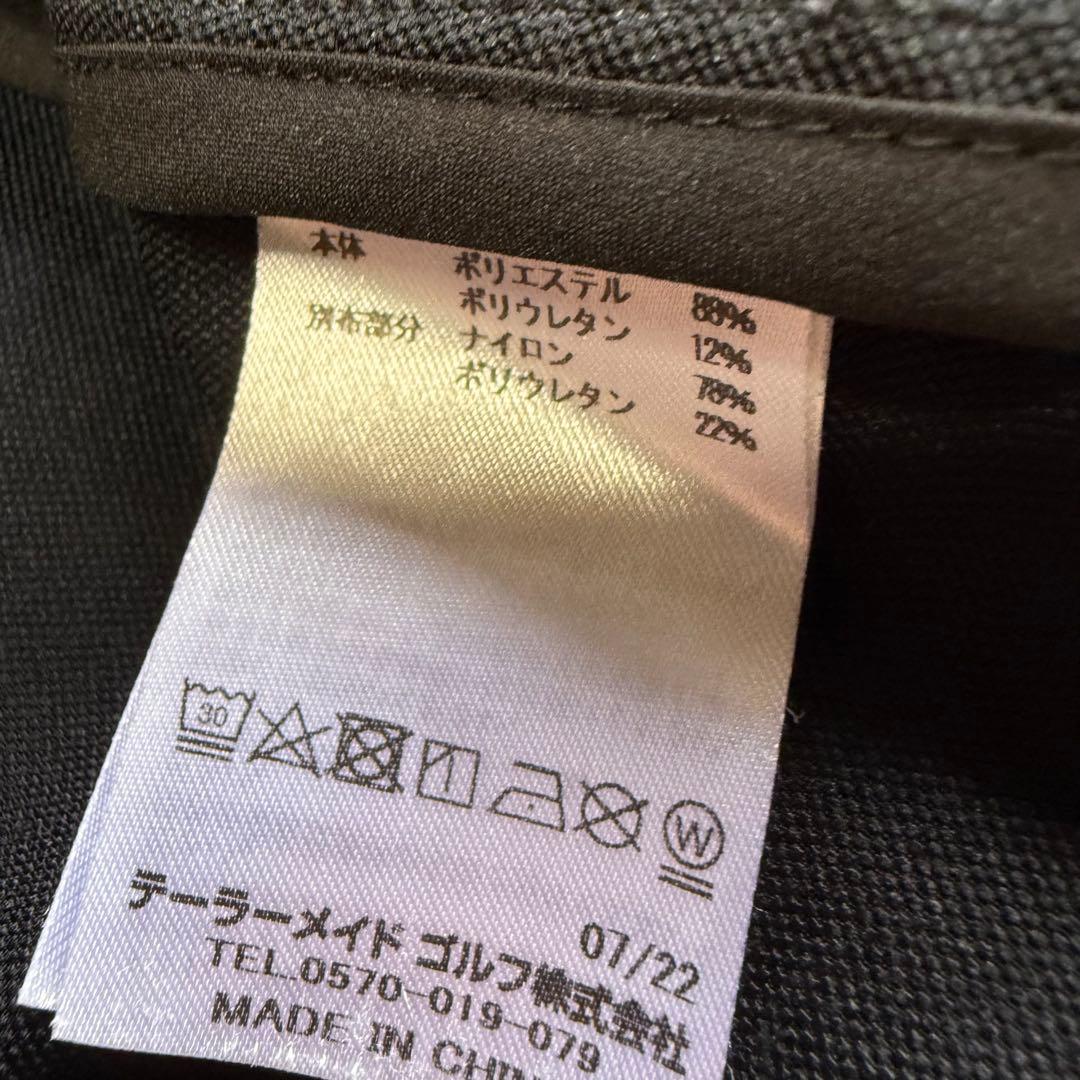 本体 ポリエステル 88%
ポリウレタン 12%
別布部分 ナイロン 78%
ポリウレタン 22%
30
W
07/22
テーラーメイド ゴルフ株式会社
TEL.0570-019-079
MADE IN